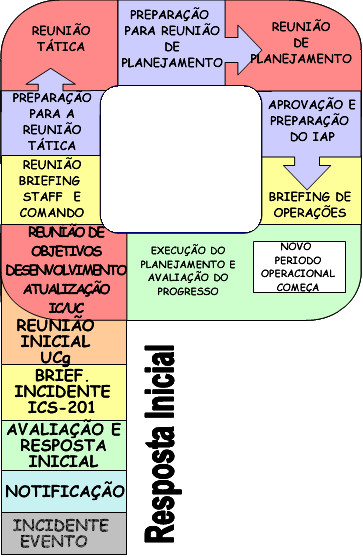 REUNIÃO
TÁTICA
PREPARAÇÃO
PARA REUNIÃO
DE
PLANEJAMENTO
REUNIÃO
DE
PLANEJAMENTO
PREPARAÇÃO
PARA A
REUNIÃO
TÁTICA
APROVAÇÃO E
PREPARAÇÃO
DO IAP
REUNIÃO
BRIEFING
STAFF E
COMANDO
BRIEFING DE
OPERAÇÕES
REUNIÃO DE
OBJETIVOS
DESENVOLVIMENTO
ATUALIZAÇÃO
IC/UC
EXECUÇÃO DO
PLANEJAMENTO E
AVALIAÇÃO DO
PROGRESSO
NOVO
PERIODO
OPERACIONAL
COMEÇA
REUNIÃO
INICIAL
UCg
BRIEF.
INCIDENTE
ICS-201
AVALIAÇÃO E
RESPOSTA
INICIAL
NOTIFICAÇÃO
INCIDENTE
EVENTO
Resposta Inicial